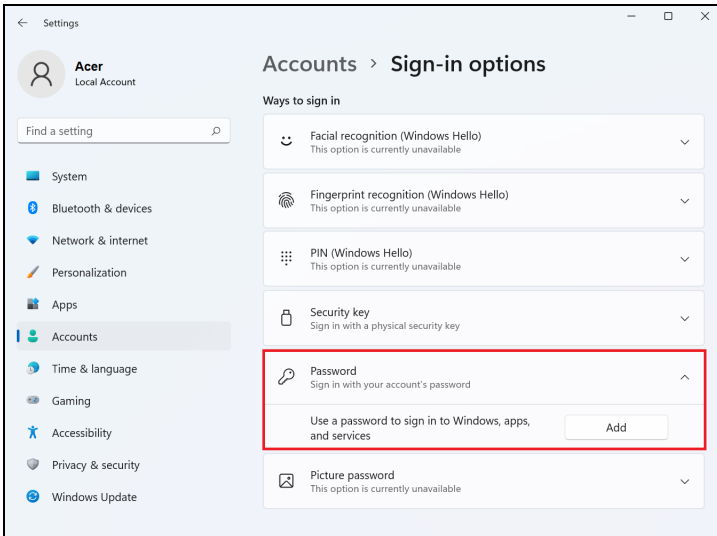 Settings
Acer
Local Account
Find a setting
System
Bluetooth & devices
Network & internet
Personalization
Apps
Accounts
Time & language
Gaming
Accessibility
Privacy & security
Windows Update
Accounts > Sign-in options
Ways to sign in
Facial recognition (Windows Hello)
This option is currently unavailable
Fingerprint recognition (Windows Hello)
This option is currently unavailable
PIN (Windows Hello)
This option is currently unavailable
Security key
Sign in with a physical security key
Password
Sign in with your account's password
Use a password to sign in to Windows, apps,
and services
Add
Picture password
This option is currently unavailable